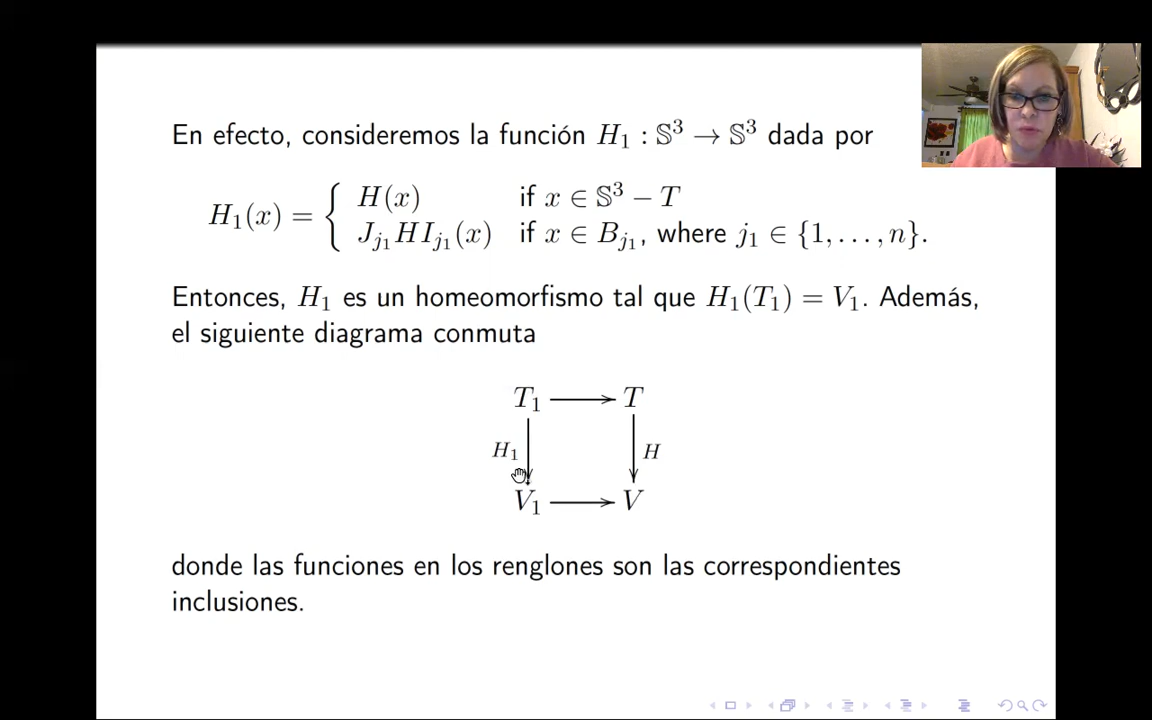 En efecto, consideremos la función H₁ : 𝕊³ → 𝕊³ dada por
H₁(x) = { H(x) if x ∈ 𝕊³ − T
J_{j₁}HI_{j₁}(x) if x ∈ B_{j₁}, where j₁ ∈ {1, . . . , n}.
Entonces, H₁ es un homeomorfismo tal que H₁(T₁) = V₁. Además,
el siguiente diagrama conmuta
T₁ → T
H₁ H
V₁ → V
donde las funciones en los renglones son las correspondientes
inclusiones.